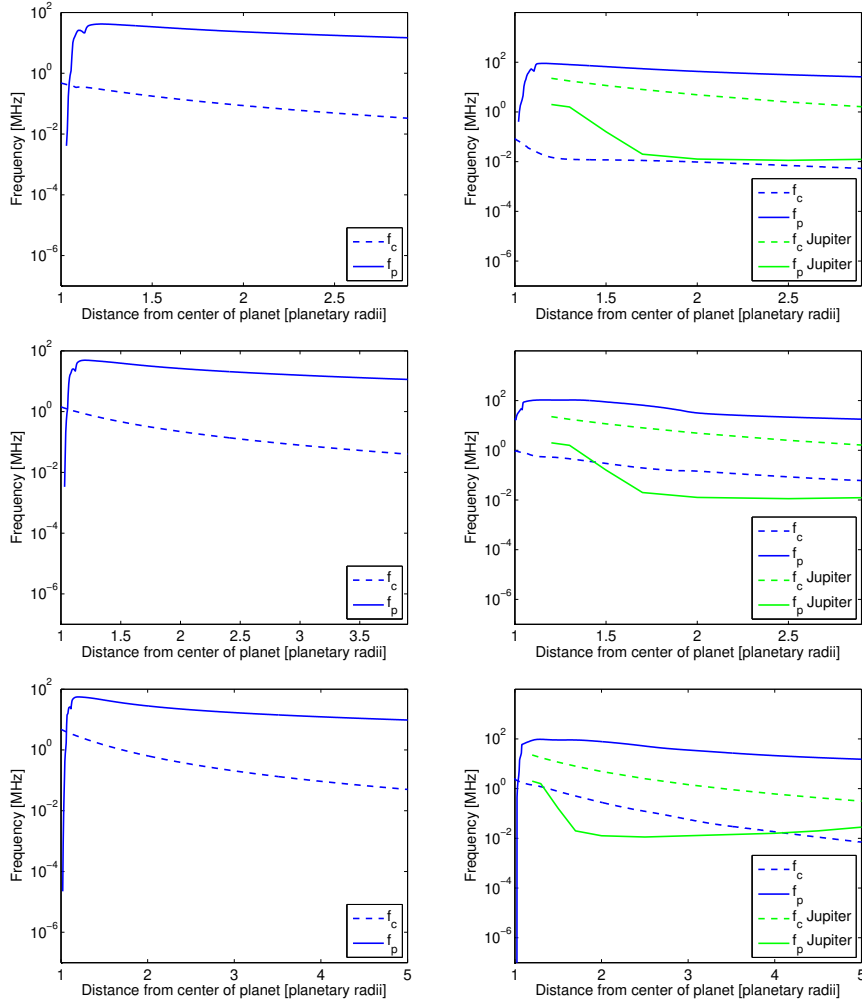 10^2
10^0
10^-2
10^-4
10^-6
Frequency [MHz]
1 1.5 2 2.5
Distance from center of planet [planetary radii]
f_c
f_p
10^2
10^0
10^-2
10^-4
10^-6
Frequency [MHz]
1 1.5 2 2.5
Distance from center of planet [planetary radii]
f_c
f_p
f_c Jupiter
f_p Jupiter
10^2
10^0
10^-2
10^-4
10^-6
Frequency [MHz]
1 1.5 2 2.5 3 3.5
Distance from center of planet [planetary radii]
f_c
f_p
10^2
10^0
10^-2
10^-4
10^-6
Frequency [MHz]
1 1.5 2 2.5
Distance from center of planet [planetary radii]
f_c
f_p
f_c Jupiter
f_p Jupiter
10^2
10^0
10^-2
10^-4
10^-6
Frequency [MHz]
1 2 3 4 5
Distance from center of planet [planetary radii]
f_c
f_p
10^2
10^0
10^-2
10^-4
10^-6
Frequency [MHz]
1 2 3 4 5
Distance from center of planet [planetary radii]
f_c
f_p
f_c Jupiter
f_p Jupiter